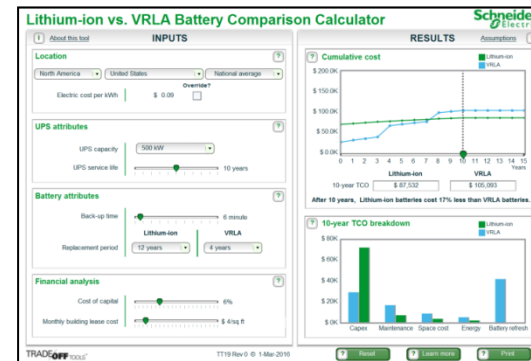 Lithium-ion vs. VRLA Battery Comparison Calculator
Schneider
Electric
i About this tool INPUTS
RESULTS Assumptions
Location ?
North America United States National average
Override?
Electric cost per kWh $ 0.09
UPS attributes ?
UPS capacity 500 kW
UPS service life 10 years
Battery attributes ?
Back-up time 6 minute
Lithium-ion VRLA
Replacement period 12 years 4 years
Financial analysis ?
Cost of capital 6%
Monthly building lease cost $ 4/sq ft
? Cumulative cost
Lithium-ion
VRLA
$ 200.0K
$ 150.0K
$ 100.0K
$ 50.0K
$ 0.0K
0 1 2 3 4 5 6 7 8 9 10 11 12 13 14 15
Years
Lithium-ion VRLA
10-year TCO $ 87,532 $ 105,093
After 10 years, Lithium-ion batteries cost 17% less than VRLA batteries.
? 10-year TCO breakdown
Lithium-ion
VRLA
$ 80K
$ 60K
$ 40K
$ 20K
$ 0K
Capex Maintenance Space cost Energy Battery refresh
TRADEOFF TOOLS™
TT19 Rev 0 © 1-Mar-2016
? Reset ? Learn more ? Print